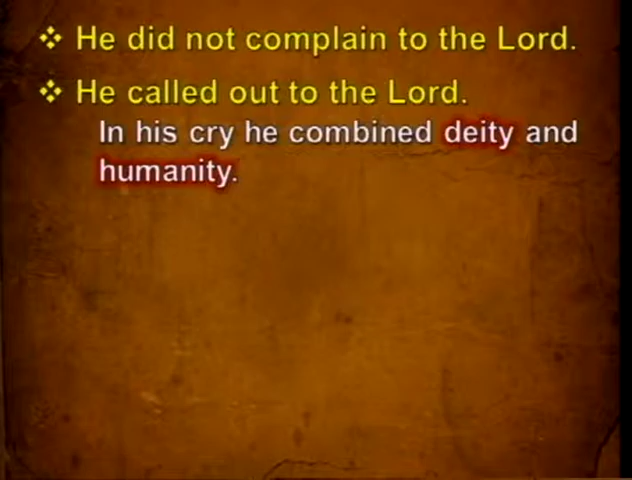 ❖ He did not complain to the Lord.
❖ He called out to the Lord.
In his cry he combined deity and
humanity.